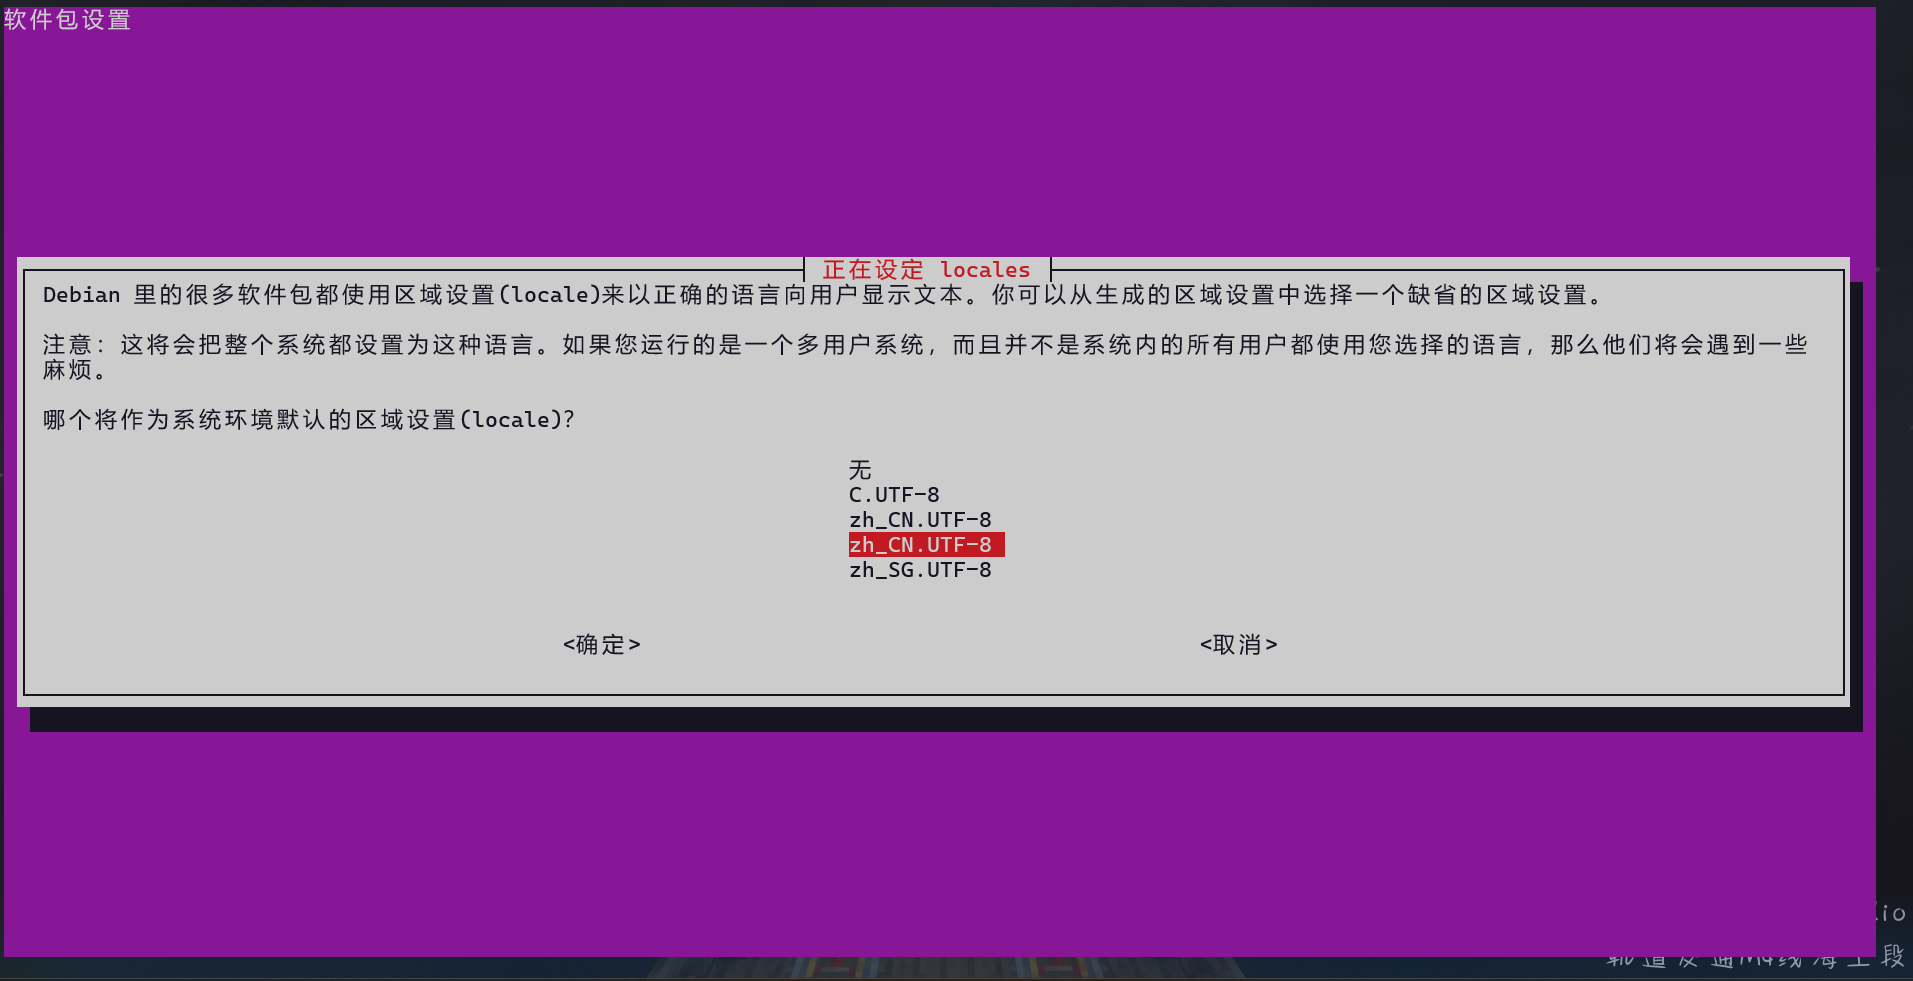 软件包设置
正在设定 locales
Debian 里的很多软件包都使用区域设置(locale)来以正确的语言向用户显示文本。你可以从生成的区域设置中选择一个缺省的区域设置。
注意：这将会把整个系统都设置为这种语言。如果您运行的是一个多用户系统，而且并不是系统内的所有用户都使用您选择的语言，那么他们将会遇到一些
麻烦。
哪个将作为系统环境默认的区域设置(locale)？
无
C.UTF-8
zh_CN.UTF-8
zh_CN.UTF-8
zh_SG.UTF-8
<确定> <取消>
段